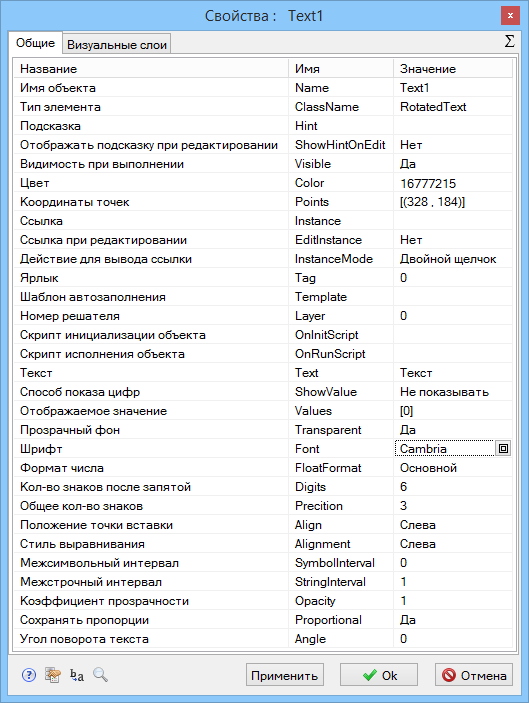 Свойства : Text1
x
Общие Визуальные слои Σ
Название Имя Значение
Имя объекта Name Text1
Тип элемента ClassName RotatedText
Подсказка Hint
Отображать подсказку при редактировании ShowHintOnEdit Нет
Видимость при выполнении Visible Да
Цвет Color 16777215
Координаты точек Points [(328 , 184)]
Ссылка Instance
Ссылка при редактировании EditInstance Нет
Действие для вывода ссылки InstanceMode Двойной щелчок
Ярлык Tag 0
Шаблон автозаполнения Template
Номер решателя Layer 0
Скрипт инициализации объекта OnInitScript
Скрипт исполнения объекта OnRunScript
Текст Text Текст
Способ показа цифр ShowValue Не показывать
Отображаемое значение Values [0]
Прозрачный фон Transparent Да
Шрифт Font Cambria
Формат числа FloatFormat Основной
Кол-во знаков после запятой Digits 6
Общее кол-во знаков Precition 3
Положение точки вставки Align Слева
Стиль выравнивания Alignment Слева
Межсимвольный интервал SymbolInterval 0
Межстрочный интервал StringInterval 1
Коэффициент прозрачности Opacity 1
Сохранять пропорции Proportional Да
Угол поворота текста Angle 0
? b a Применить Ok Отмена